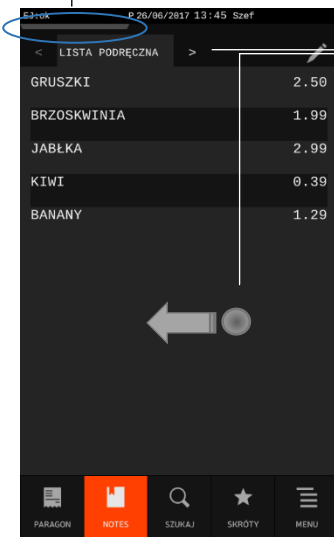 EJ:ok P 26/06/2017 13:45 Szef
< LISTA PODRĘCZNA >
GRUSZKI 2.50
BRZOSKWINIA 1.99
JABŁKA 2.99
KIWI 0.39
BANANY 1.29
PARAGON NOTES SZUKAJ SKRÓTY MENU